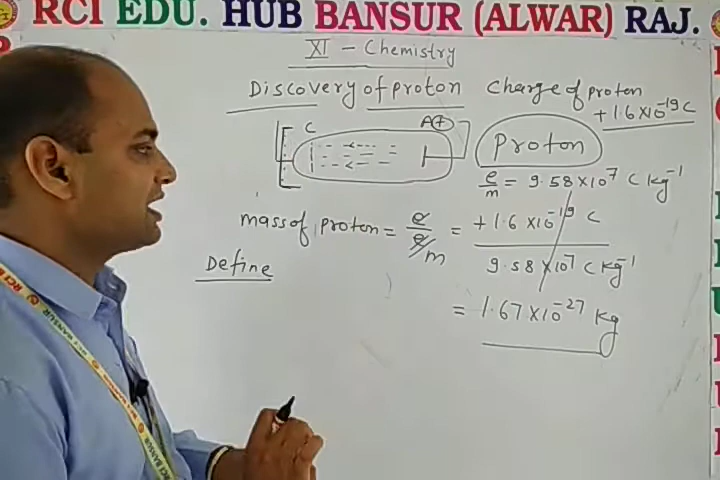 RCI EDU. HUB BANSUR (ALWAR) RAJ.
XI - Chemistry
Discovery of proton
charge of proton
+1.6×10⁻¹⁹C
C
A(+)
Proton
e/m = 9.58×10⁷ C kg⁻¹
mass of proton = e/(e/m) = +1.6×10⁻¹⁹ C / 9.58×10⁷ C kg⁻¹
Define
= 1.67×10⁻²⁷ kg
RCI BANSUR